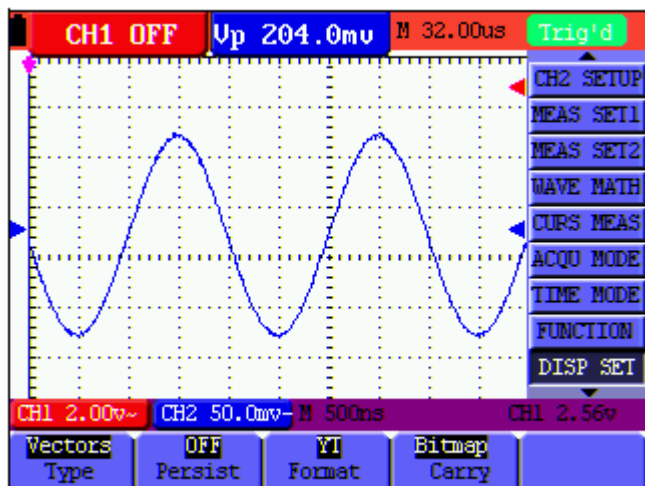 CH1 OFF Vp 204.0mv M 32.00us Trig'd
CH2 SETUP
MEAS SET1
MEAS SET2
WAVE MATH
CURS MEAS
ACQU MODE
TIME MODE
FUNCTION
DISP SET
CH1 2.00v~ CH2 50.0mv- M 500ns CH1 2.56v
Vectors OFF YT Bitmap
Type Persist Format Carry